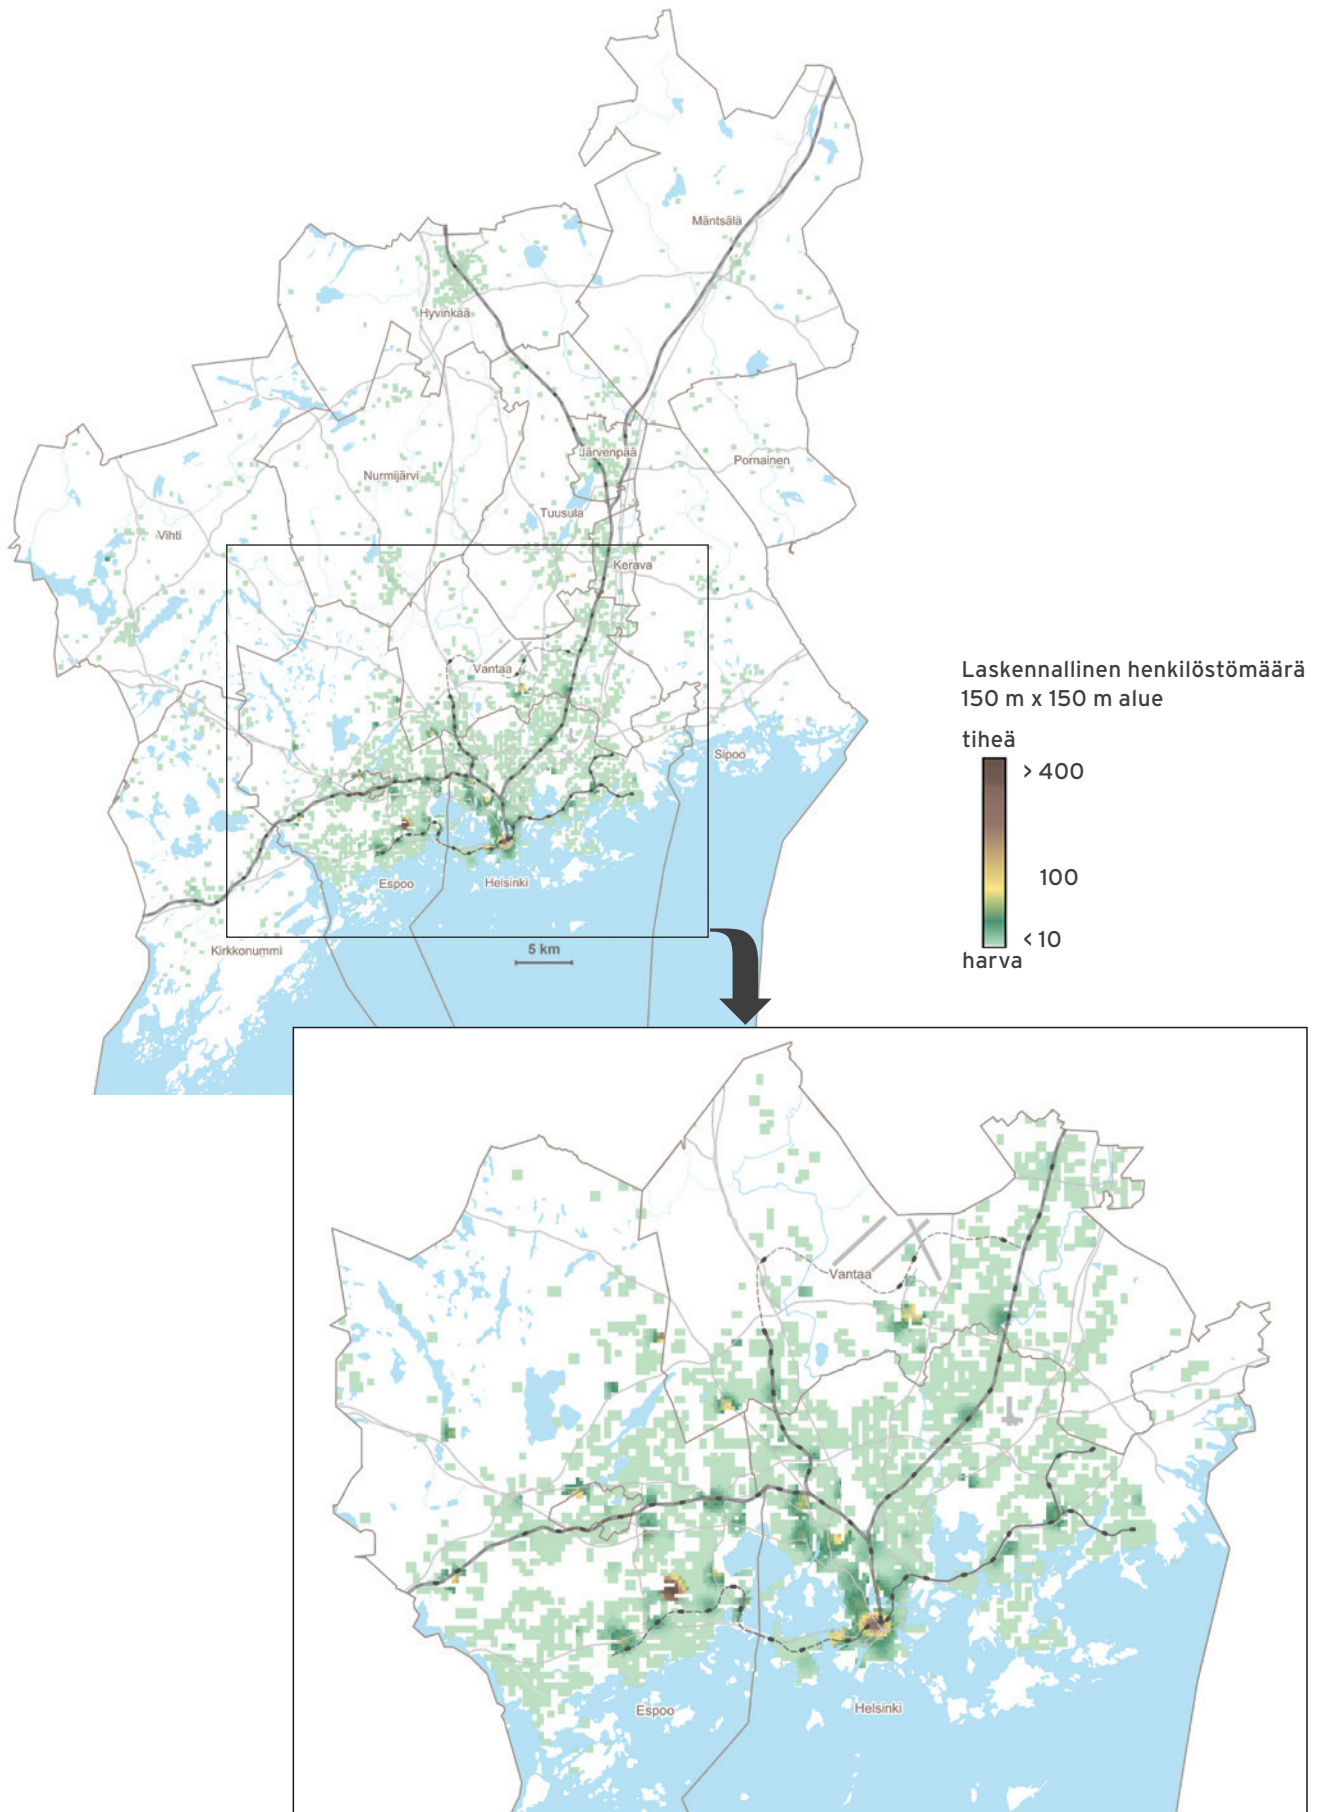 Mäntsälä
Hyvinkää
Järvenpää
Pornainen
Nurmijärvi
Tuusula
Vihti
Kerava
Vantaa
Sipoo
Espoo
Helsinki
Kirkkonummi
5 km
Laskennallinen henkilöstömäärä
150 m x 150 m alue
tiheä
> 400
100
< 10
harva
Vantaa
Espoo
Helsinki